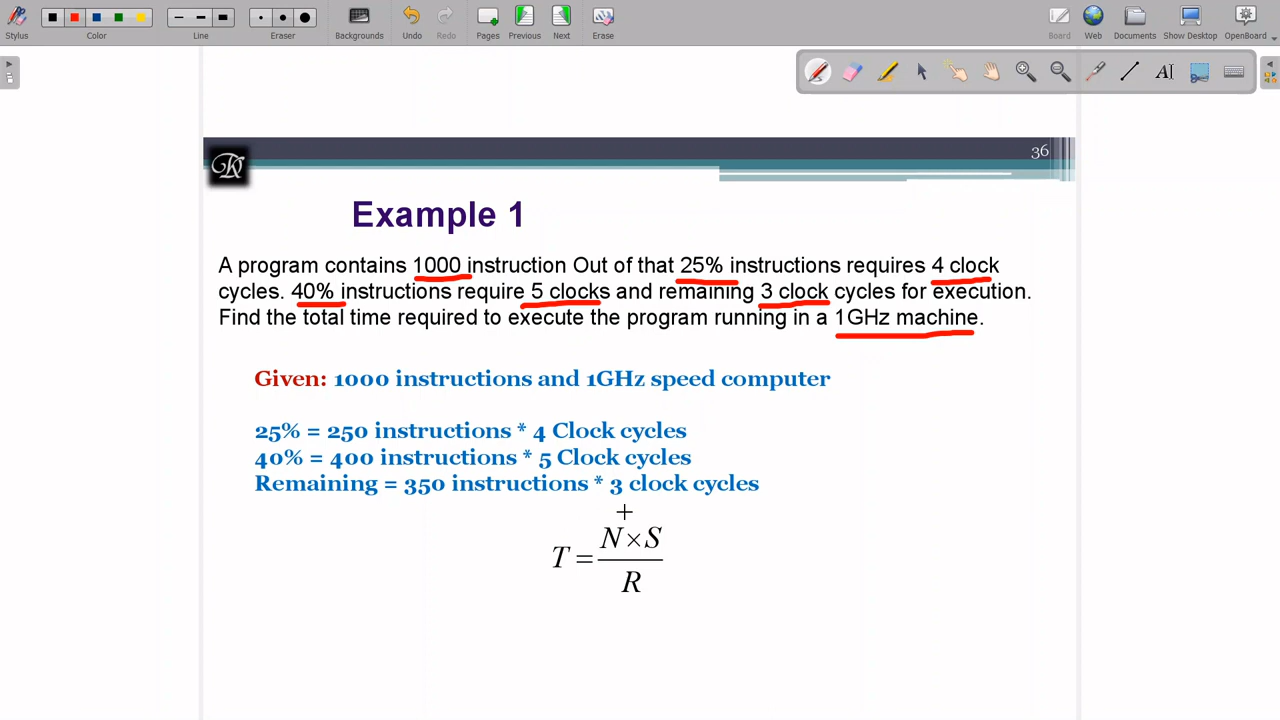 Stylus
Color
Line
Eraser
Backgrounds
Undo
Redo
Pages
Previous
Next
Erase
Board
Web
Documents
Show Desktop
OpenBoard
36
Example 1
A program contains 1000 instruction Out of that 25% instructions requires 4 clock
cycles. 40% instructions require 5 clocks and remaining 3 clock cycles for execution.
Find the total time required to execute the program running in a 1GHz machine.
Given: 1000 instructions and 1GHz speed computer
25% = 250 instructions * 4 Clock cycles
40% = 400 instructions * 5 Clock cycles
Remaining = 350 instructions * 3 clock cycles
N×S
T =
R